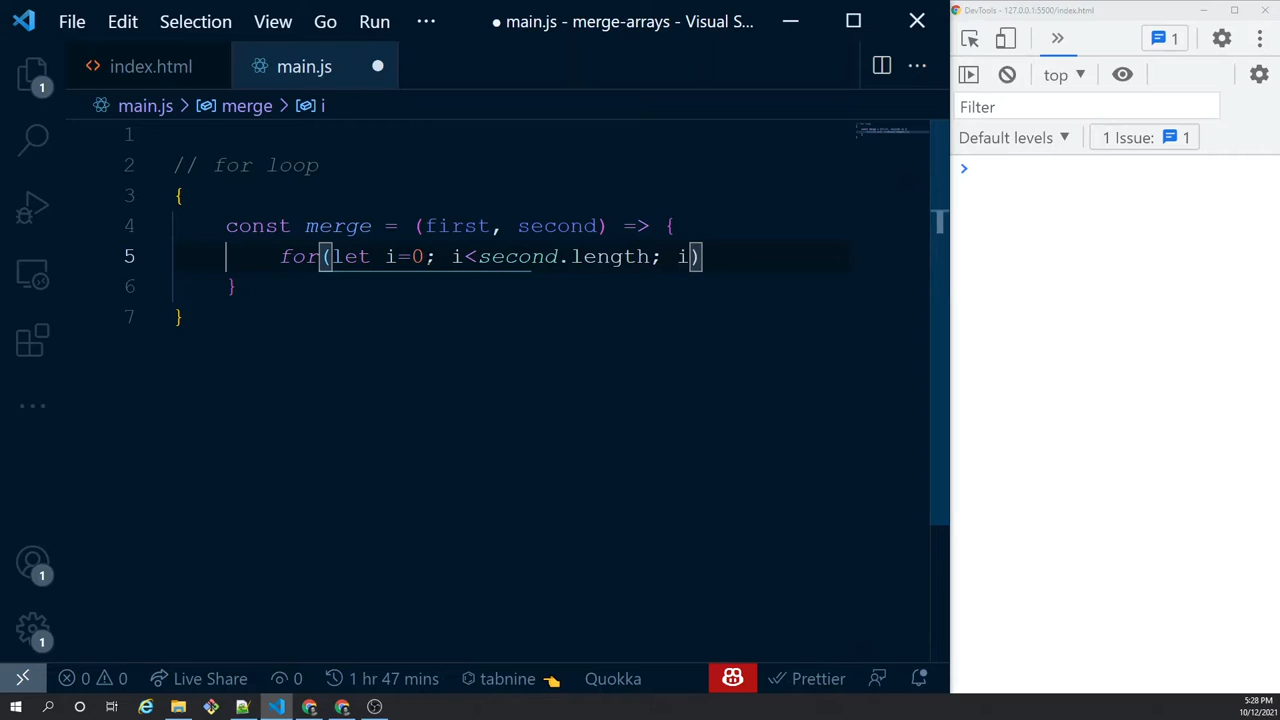 File Edit Selection View Go Run ··· ● main.js - merge-arrays - Visual S...
DevTools - 127.0.0.1:5500/index.html
index.html main.js
1
top
Filter
Default levels 1 Issue: 1
main.js > merge > i
1
2 // for loop
3 {
4 const merge = (first, second) => {
5 for(let i=0; i<second.length; i)
6 }
7 }
T
1
1
1
0 0 Live Share 0 1 hr 47 mins tabnine 👈 Quokka Prettier
5:28 PM
10/12/2021